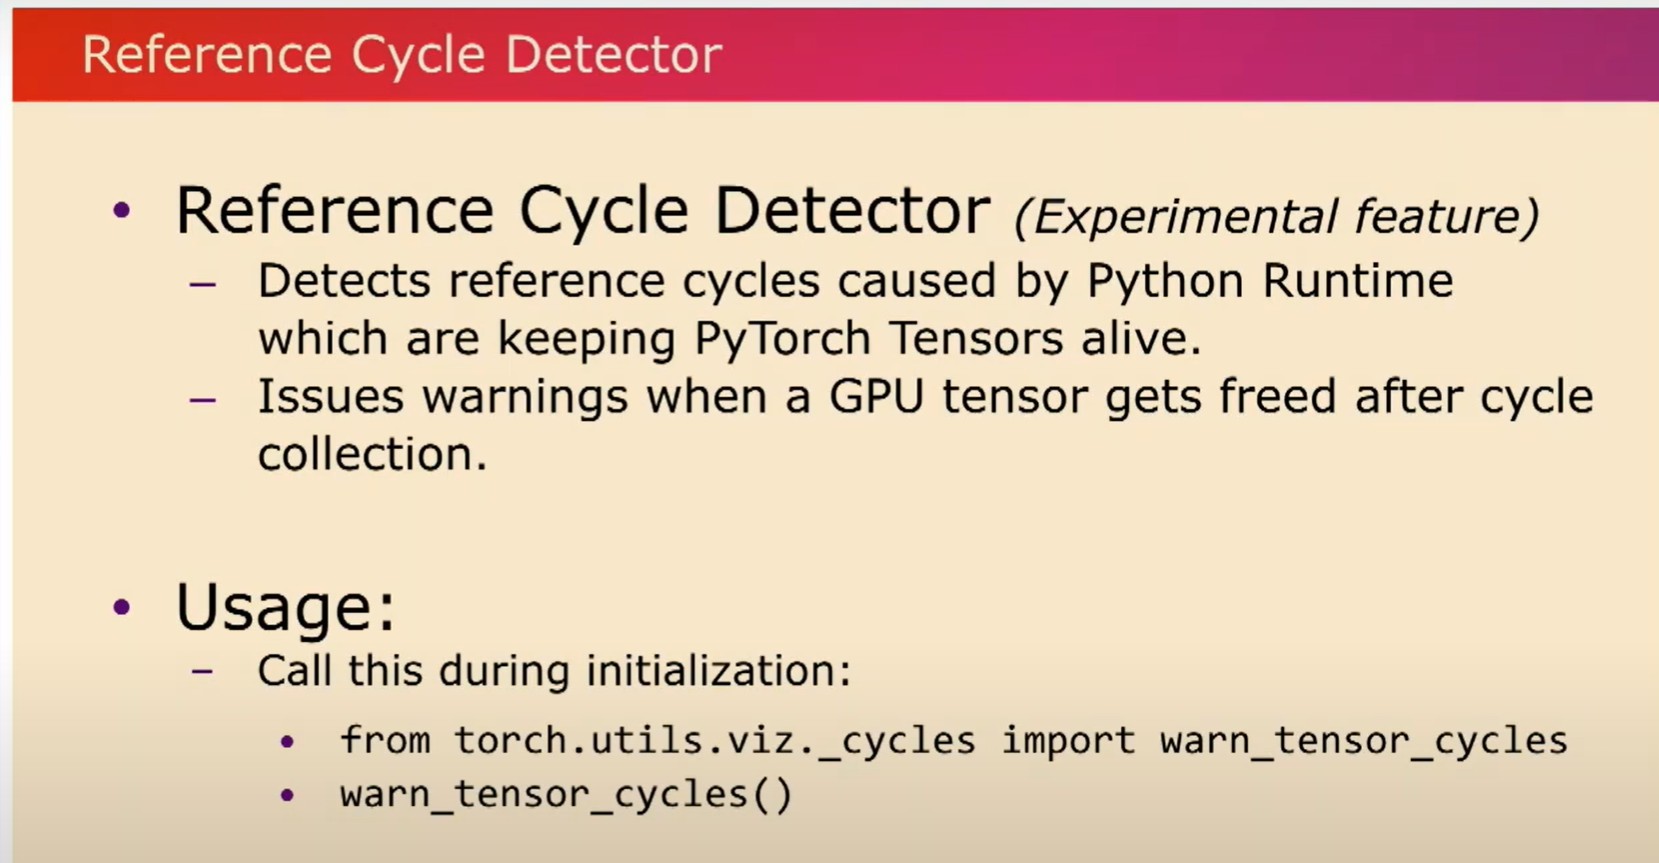 Reference Cycle Detector
• Reference Cycle Detector (Experimental feature)
– Detects reference cycles caused by Python Runtime
which are keeping PyTorch Tensors alive.
– Issues warnings when a GPU tensor gets freed after cycle
collection.
• Usage:
– Call this during initialization:
• from torch.utils.viz._cycles import warn_tensor_cycles
• warn_tensor_cycles()